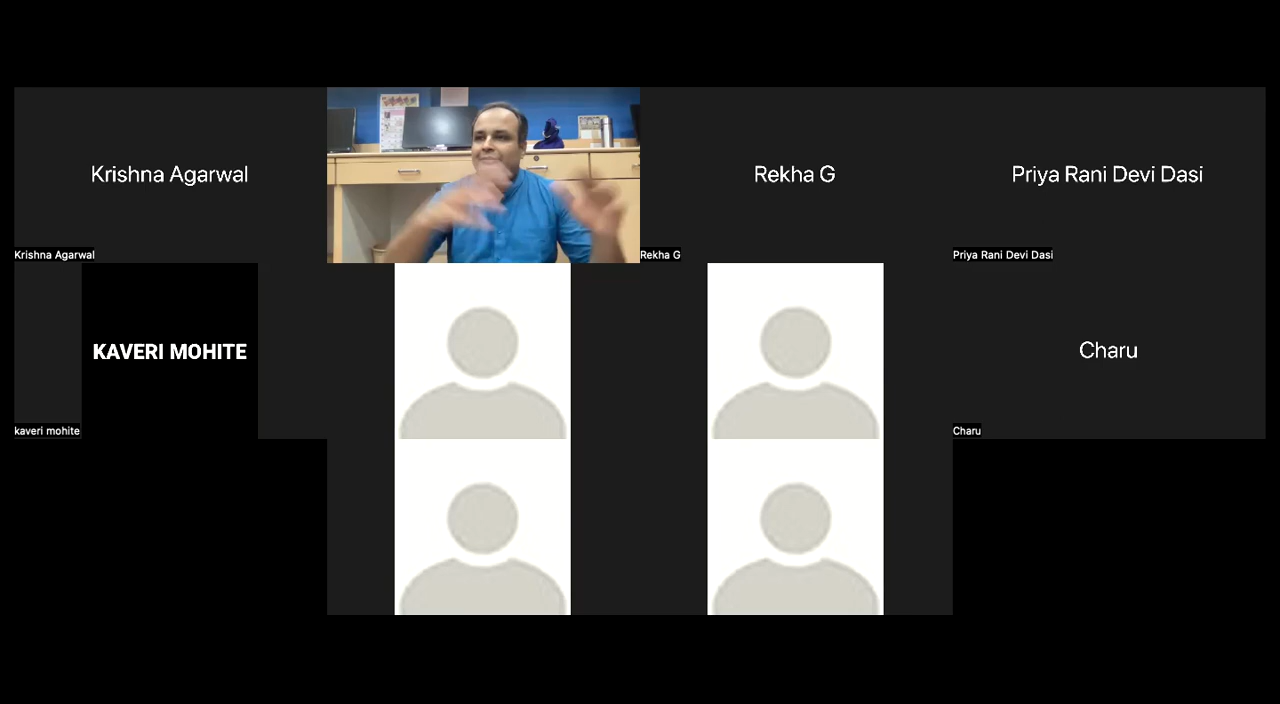 Krishna Agarwal
Rekha G
Priya Rani Devi Dasi
Krishna Agarwal
Rekha G
Priya Rani Devi Dasi
KAVERI MOHITE
Charu
kaveri mohite
Charu